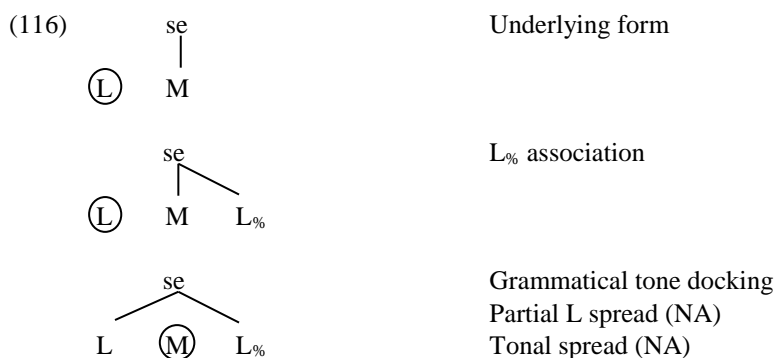 (116) se Underlying form
L M
se L% association
L M L%
se Grammatical tone docking
Partial L spread (NA)
L M L% Tonal spread (NA)